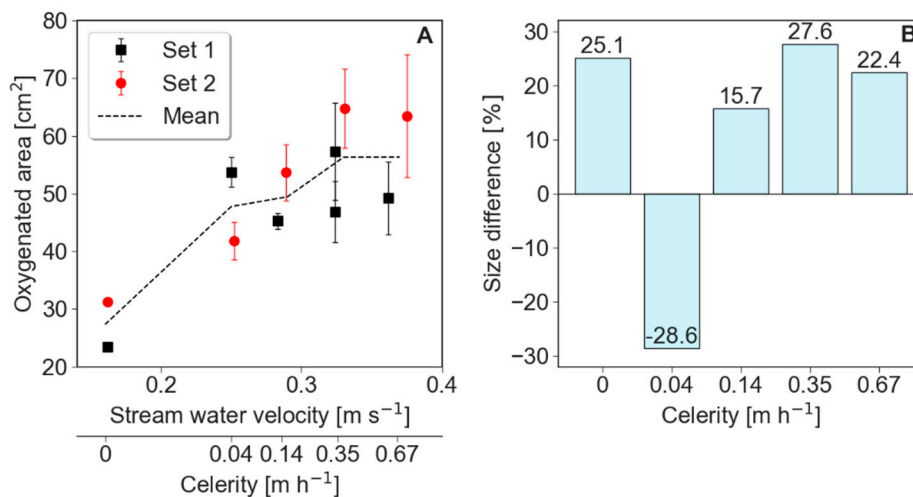 A
Set 1
Set 2
Mean
Oxygenated area [cm²]
80
70
60
50
40
30
20
0.2 0.3 0.4
Stream water velocity [m s⁻¹]
0 0.04 0.14 0.35 0.67
Celerity [m h⁻¹]
B
25.1
-28.6
15.7
27.6
22.4
Size difference [%]
30
20
10
0
−10
−20
−30
0 0.04 0.14 0.35 0.67
Celerity [m h⁻¹]